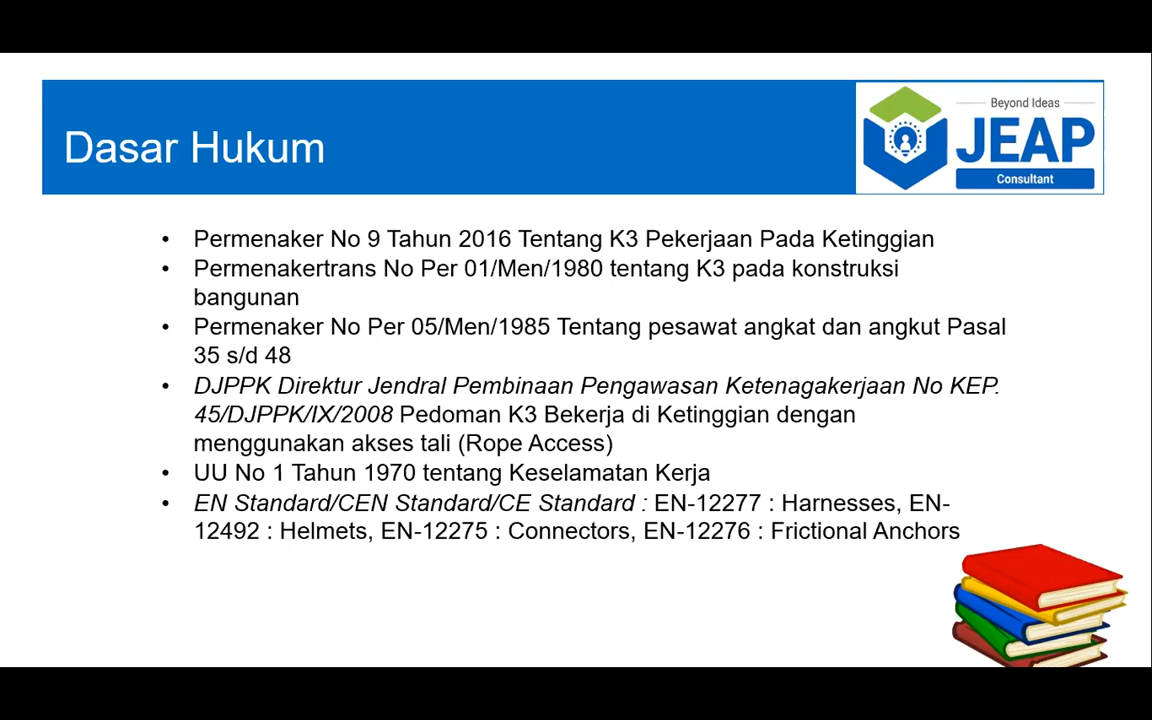 Dasar Hukum
Beyond Ideas
JEAP
Consultant
• Permenaker No 9 Tahun 2016 Tentang K3 Pekerjaan Pada Ketinggian
• Permenakertrans No Per 01/Men/1980 tentang K3 pada konstruksi
bangunan
• Permenaker No Per 05/Men/1985 Tentang pesawat angkat dan angkut Pasal
35 s/d 48
• DJPPK Direktur Jendral Pembinaan Pengawasan Ketenagakerjaan No KEP.
45/DJPPK/IX/2008 Pedoman K3 Bekerja di Ketinggian dengan
menggunakan akses tali (Rope Access)
• UU No 1 Tahun 1970 tentang Keselamatan Kerja
• EN Standard/CEN Standard/CE Standard : EN-12277 : Harnesses, EN-
12492 : Helmets, EN-12275 : Connectors, EN-12276 : Frictional Anchors